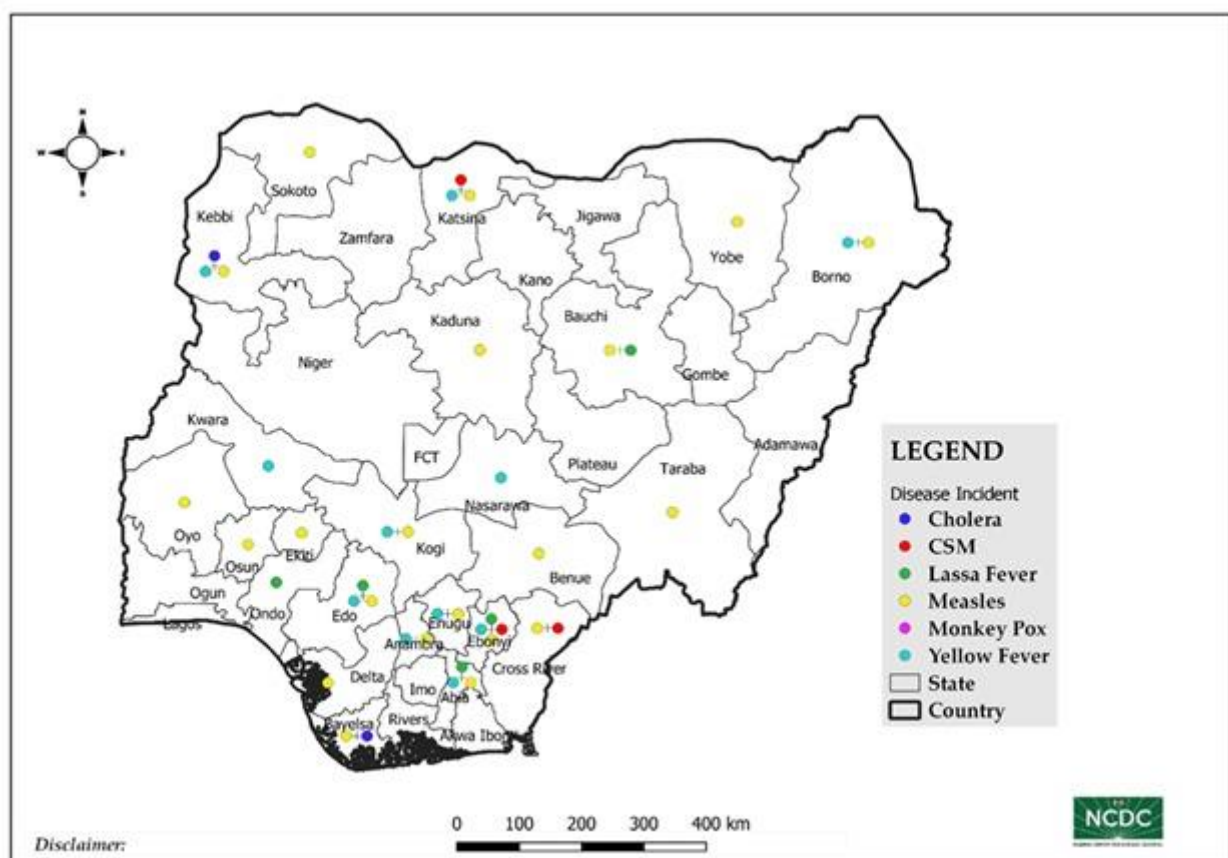 N
W E
S
Sokoto
Kebbi
Katsina
Jigawa
Zamfara
Yobe
Borno
Kano
Kaduna
Bauchi
Niger
Gombe
Kwara
FCT
Adamawa
Plateau
Taraba
Nasarawa
Oyo
Kogi
Osun
Ekiti
Benue
Ogun
Ondo
Edo
Lagos
Enugu
Anambra
Ebonyi
Cross River
Delta
Imo
Abia
Bayelsa
Rivers
Akwa Ibom
LEGEND
Disease Incident
Cholera
CSM
Lassa Fever
Measles
Monkey Pox
Yellow Fever
State
Country
0 100 200 300 400 km
NCDC
Disclaimer: